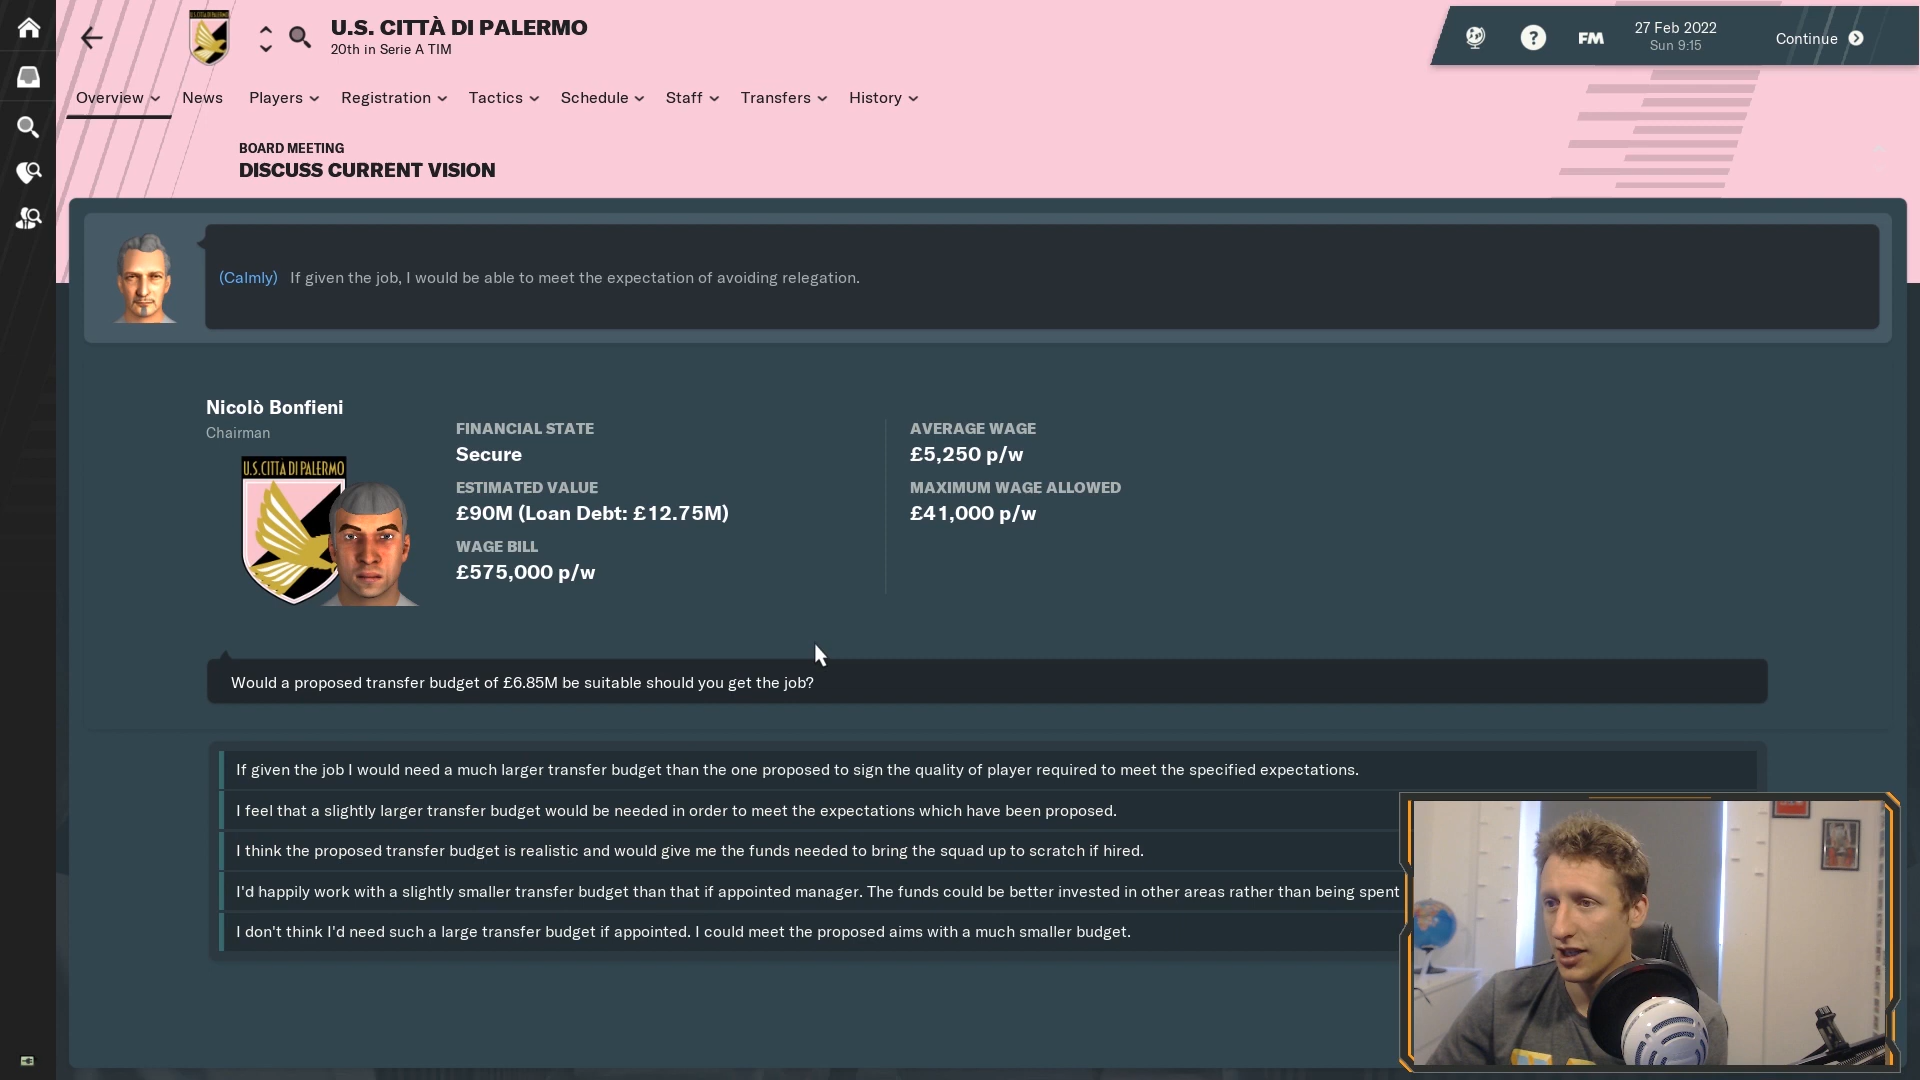 U.S. CITTÀ DI PALERMO
U.S. CITTÀ DI PALERMO
20th in Serie A TIM
FM
27 Feb 2022
Sun 9:15
Continue
Overview
News
Players
Registration
Tactics
Schedule
Staff
Transfers
History
BOARD MEETING
DISCUSS CURRENT VISION
(Calmly) If given the job, I would be able to meet the expectation of avoiding relegation.
Nicolò Bonfieni
Chairman
U.S.CITTÀ DI PALERMO
FINANCIAL STATE
Secure
ESTIMATED VALUE
£90M (Loan Debt: £12.75M)
WAGE BILL
£575,000 p/w
AVERAGE WAGE
£5,250 p/w
MAXIMUM WAGE ALLOWED
£41,000 p/w
Would a proposed transfer budget of £6.85M be suitable should you get the job?
If given the job I would need a much larger transfer budget than the one proposed to sign the quality of player required to meet the specified expectations.
I feel that a slightly larger transfer budget would be needed in order to meet the expectations which have been proposed.
I think the proposed transfer budget is realistic and would give me the funds needed to bring the squad up to scratch if hired.
I'd happily work with a slightly smaller transfer budget than that if appointed manager. The funds could be better invested in other areas rather than being spent
I don't think I'd need such a large transfer budget if appointed. I could meet the proposed aims with a much smaller budget.